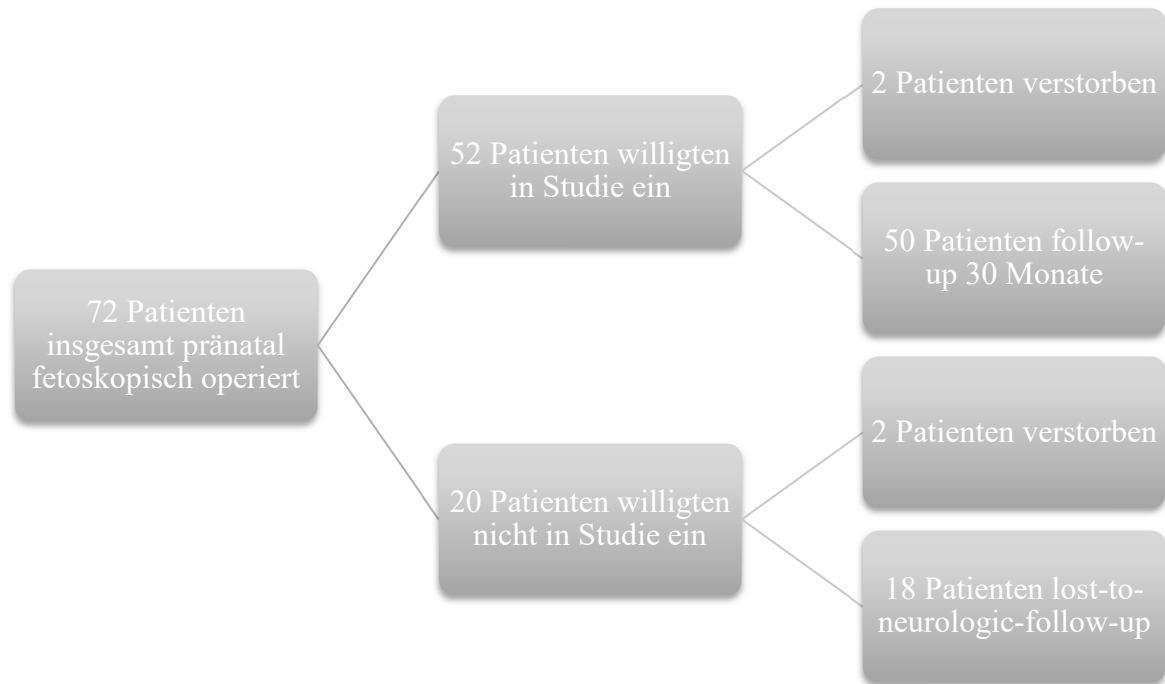 72 Patienten
insgesamt pränatal
fetoskopisch operiert
52 Patienten willigten
in Studie ein
2 Patienten verstorben
50 Patienten follow-
up 30 Monate
20 Patienten willigten
nicht in Studie ein
2 Patienten verstorben
18 Patienten lost-to-
neurologic-follow-up